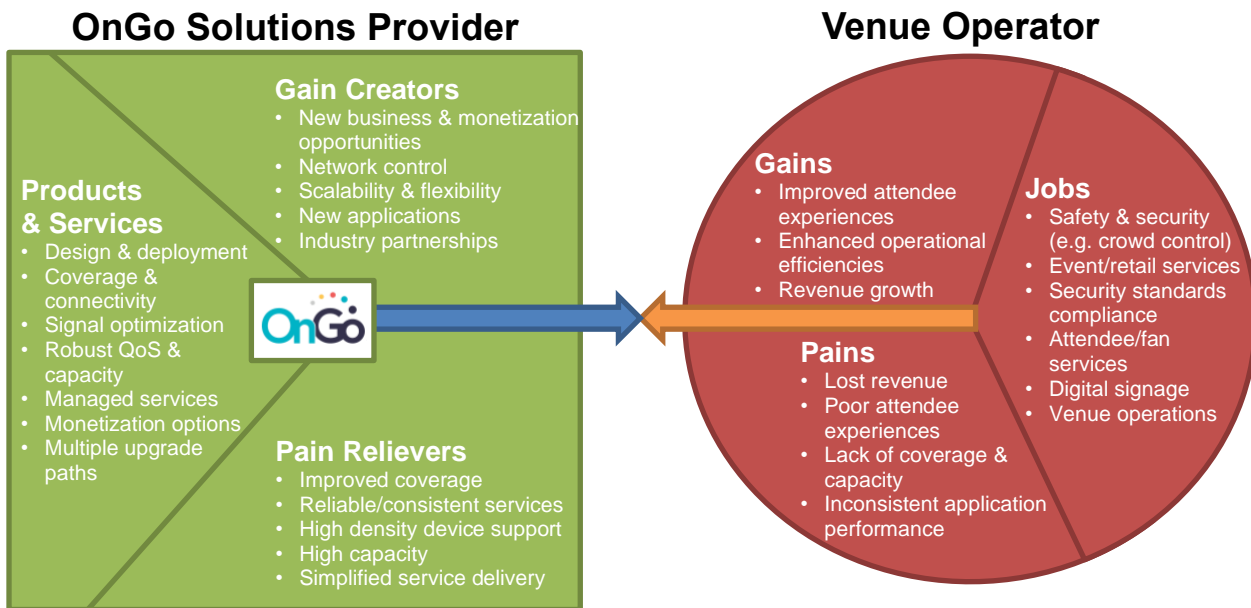 OnGo Solutions Provider
Gain Creators
• New business & monetization
opportunities
• Network control
• Scalability & flexibility
• New applications
• Industry partnerships
Products
& Services
• Design & deployment
• Coverage &
connectivity
• Signal optimization
• Robust QoS &
capacity
• Managed services
• Monetization options
• Multiple upgrade
paths
OnGo
Pain Relievers
• Improved coverage
• Reliable/consistent services
• High density device support
• High capacity
• Simplified service delivery
Venue Operator
Gains
• Improved attendee
experiences
• Enhanced operational
efficiencies
• Revenue growth
Pains
• Lost revenue
• Poor attendee
experiences
• Lack of coverage &
capacity
• Inconsistent application
performance
Jobs
• Safety & security
(e.g. crowd control)
• Event/retail services
• Security standards
compliance
• Attendee/fan
services
• Digital signage
• Venue operations